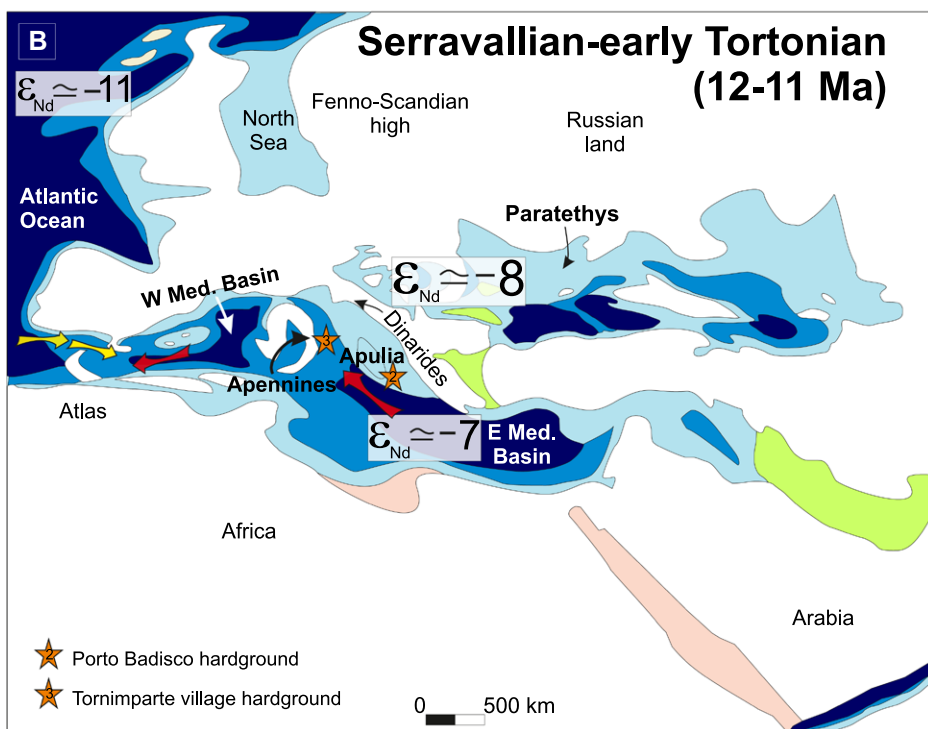 B
Serravallian-early Tortonian
(12-11 Ma)
εNd ≃ -11
North
Sea
Fenno-Scandian
high
Russian
land
Atlantic
Ocean
Paratethys
W Med. Basin
εNd ≃ -8
Dinarides
3
Apulia
2
Apennines
Atlas
εNd ≃ -7
E Med.
Basin
Africa
Arabia
2 Porto Badisco hardground
3 Tornimparte village hardground
0 500 km